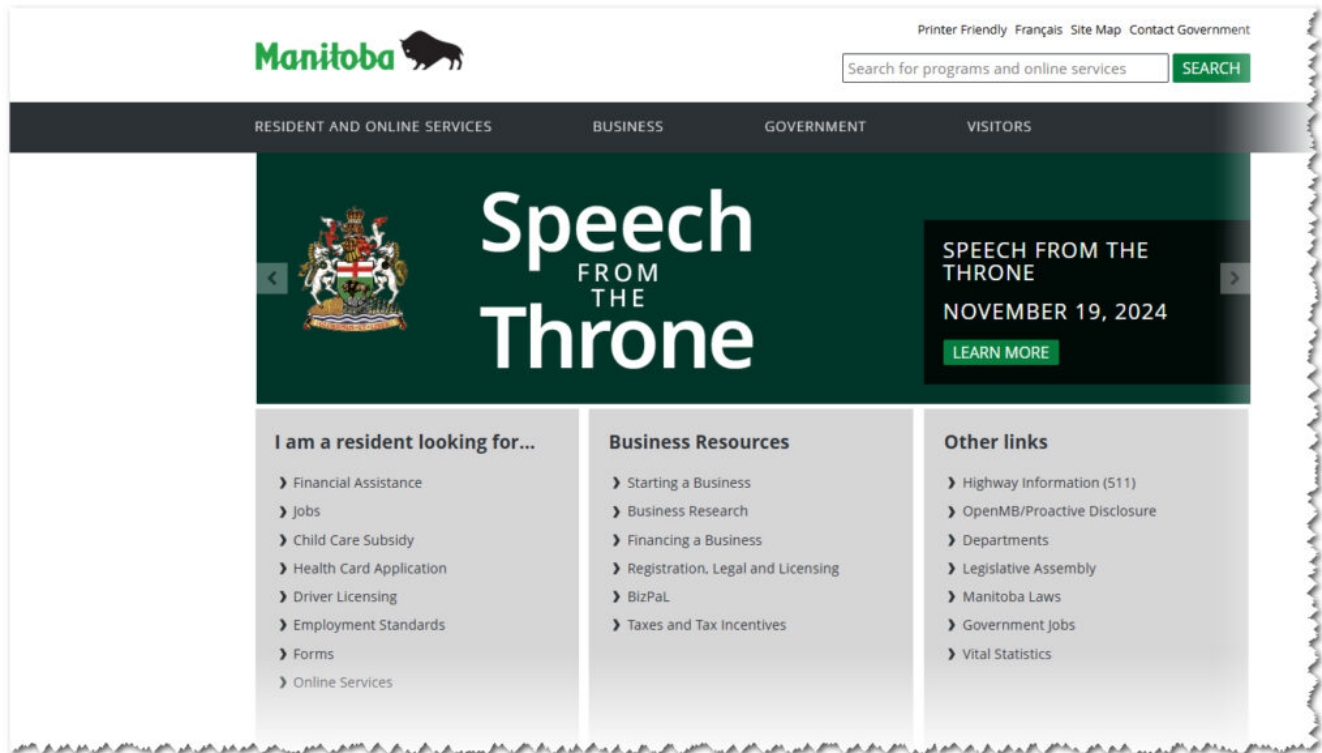 Printer Friendly Français Site Map Contact Government
Manitoba
Search for programs and online services SEARCH
RESIDENT AND ONLINE SERVICES BUSINESS GOVERNMENT VISITORS
Speech
FROM
THE
Throne
SPEECH FROM THE
THRONE
NOVEMBER 19, 2024
LEARN MORE
I am a resident looking for...
Financial Assistance
Jobs
Child Care Subsidy
Health Card Application
Driver Licensing
Employment Standards
Forms
Online Services
Business Resources
Starting a Business
Business Research
Financing a Business
Registration, Legal and Licensing
BizPaL
Taxes and Tax Incentives
Other links
Highway Information (511)
OpenMB/Proactive Disclosure
Departments
Legislative Assembly
Manitoba Laws
Government Jobs
Vital Statistics